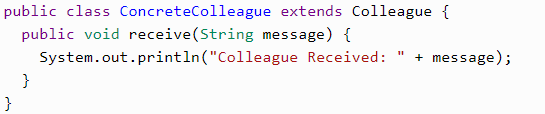 public class ConcreteColleague extends Colleague {
  public void receive(String message) {
    System.out.println("Colleague Received: " + message);
  }
}